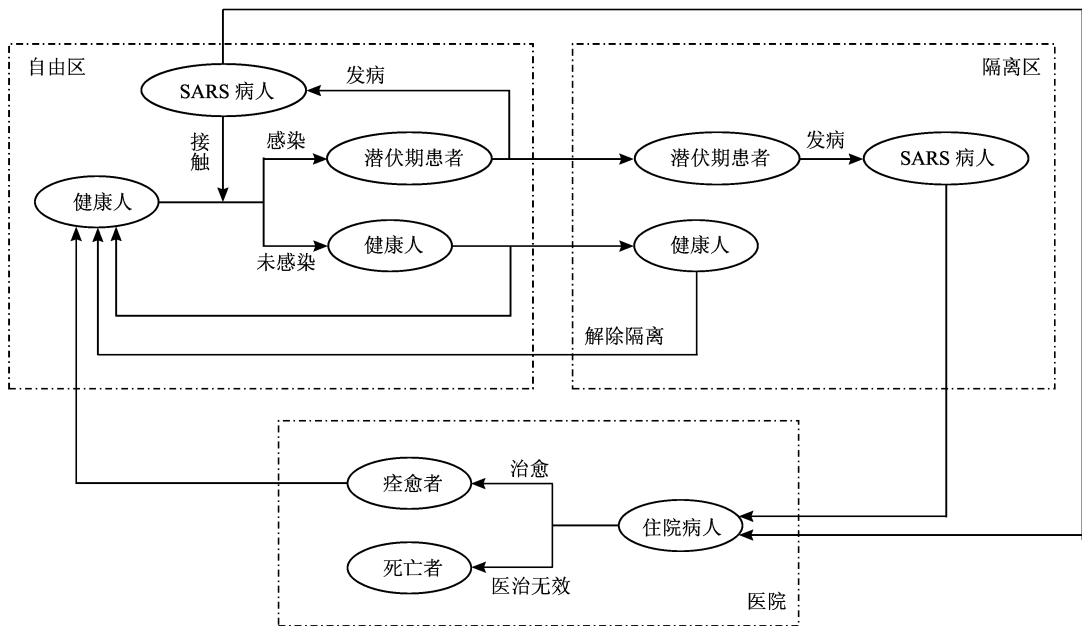 自由区
隔离区
SARS 病人
发病
接触
感染
潜伏期患者
潜伏期患者
发病
SARS 病人
健康人
未感染
健康人
健康人
解除隔离
痊愈者
治愈
住院病人
死亡者
医治无效
医院